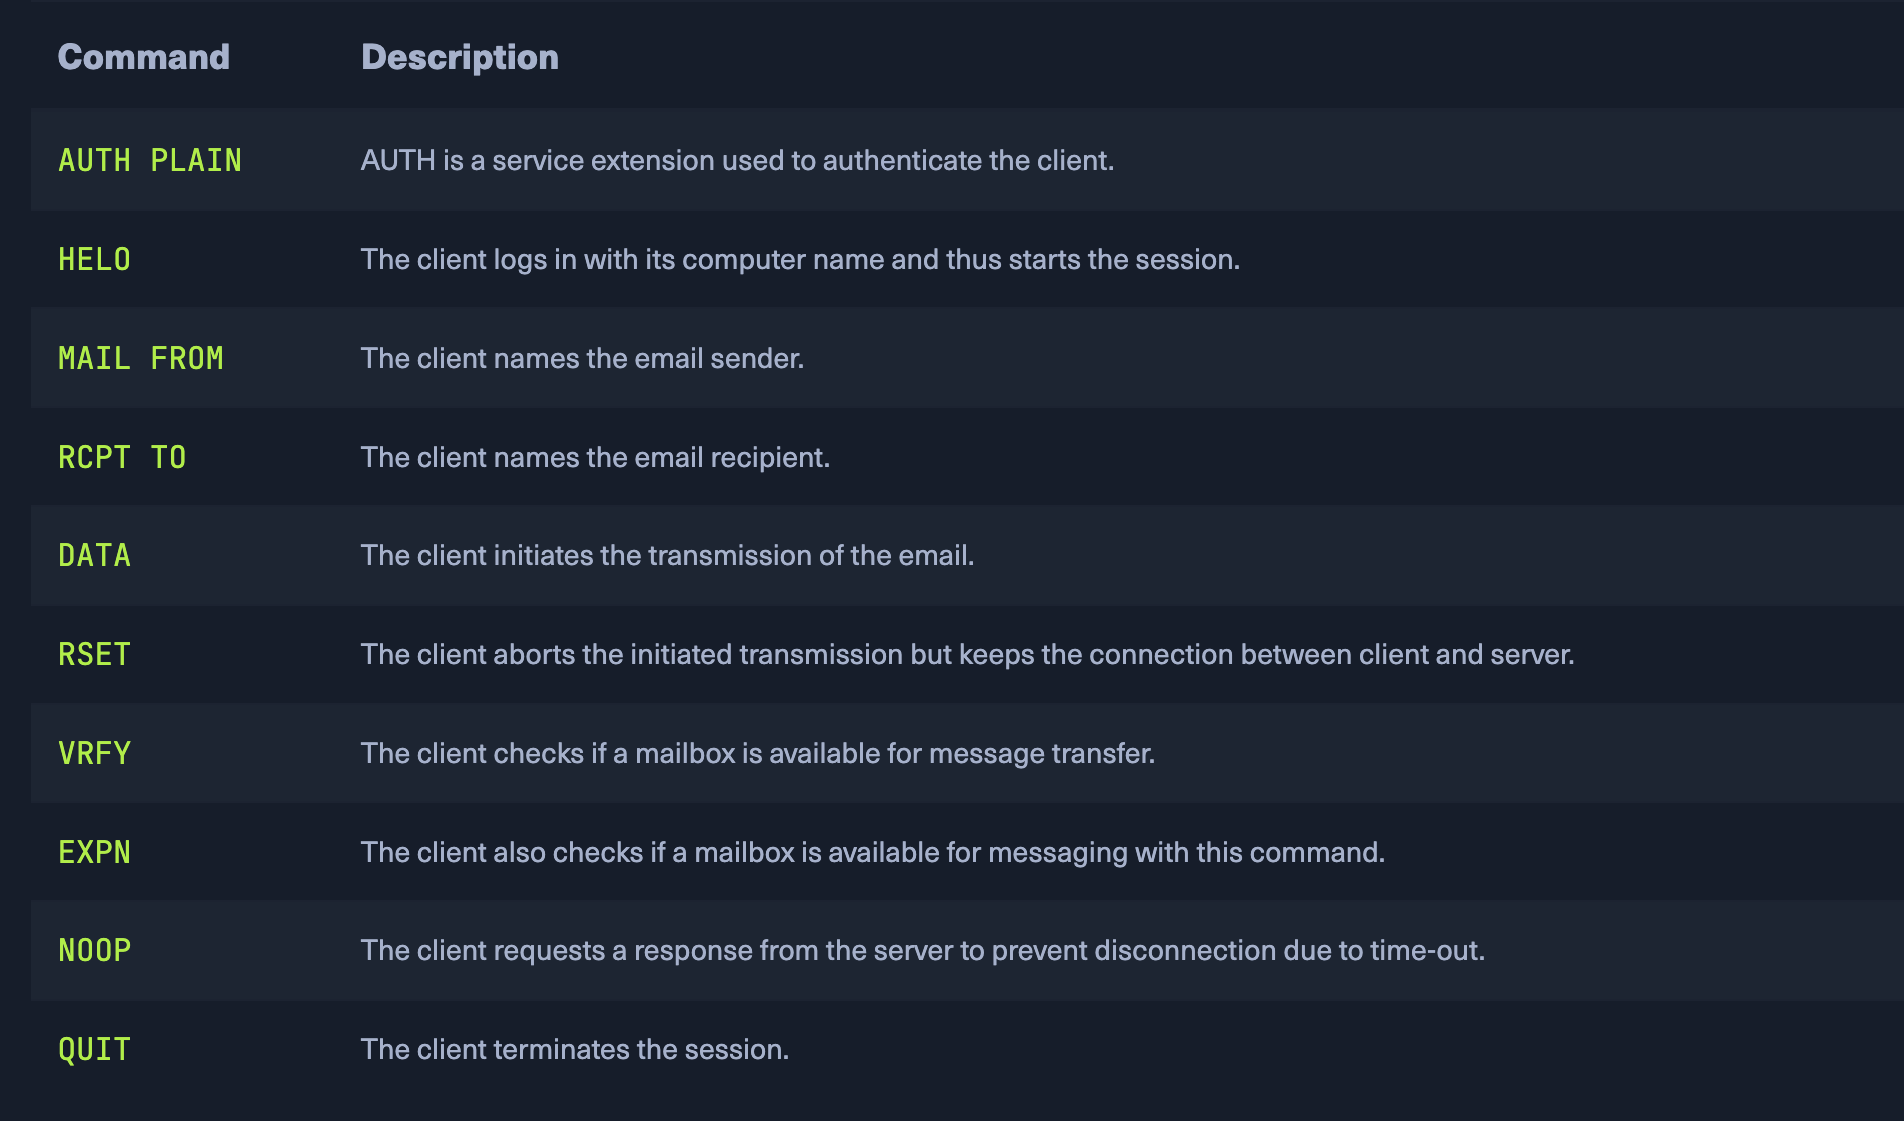 Command Description
AUTH PLAIN AUTH is a service extension used to authenticate the client.
HELO The client logs in with its computer name and thus starts the session.
MAIL FROM The client names the email sender.
RCPT TO The client names the email recipient.
DATA The client initiates the transmission of the email.
RSET The client aborts the initiated transmission but keeps the connection between client and server.
VRFY The client checks if a mailbox is available for message transfer.
EXPN The client also checks if a mailbox is available for messaging with this command.
NOOP The client requests a response from the server to prevent disconnection due to time-out.
QUIT The client terminates the session.